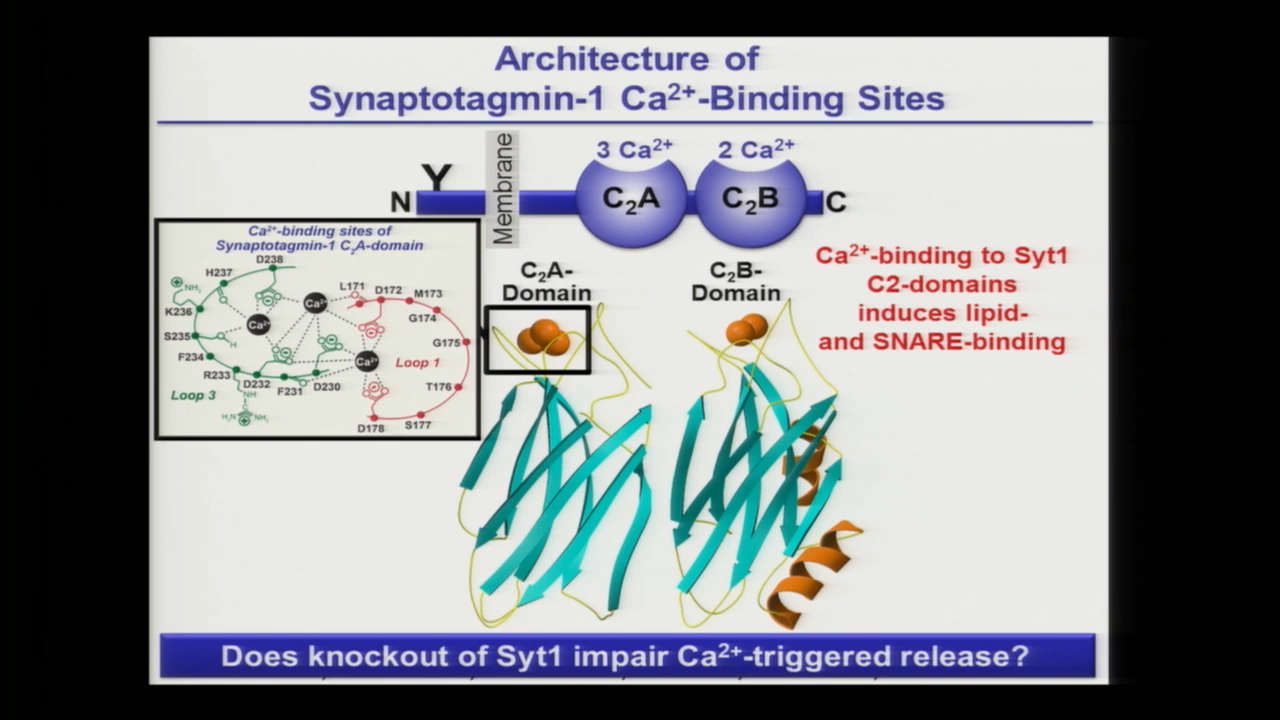 Architecture of
Synaptotagmin-1 Ca²⁺-Binding Sites
3 Ca²⁺
2 Ca²⁺
Y
N
Membrane
C₂A
C₂B
C
Ca²⁺-binding sites of
Synaptotagmin-1 C₂A-domain
D238
H237
NH₃
K236
S235
H
F234
R233
D232
F231
D230
NH
C
H₂N
NH₂
Loop 3
Ca²⁺
Ca²⁺
Ca²⁺
L171
D172
M173
G174
G175
Loop 1
T176
S177
D178
C₂A-
Domain
C₂B-
Domain
Ca²⁺-binding to Syt1
C2-domains
induces lipid-
and SNARE-binding
Does knockout of Syt1 impair Ca²⁺-triggered release?